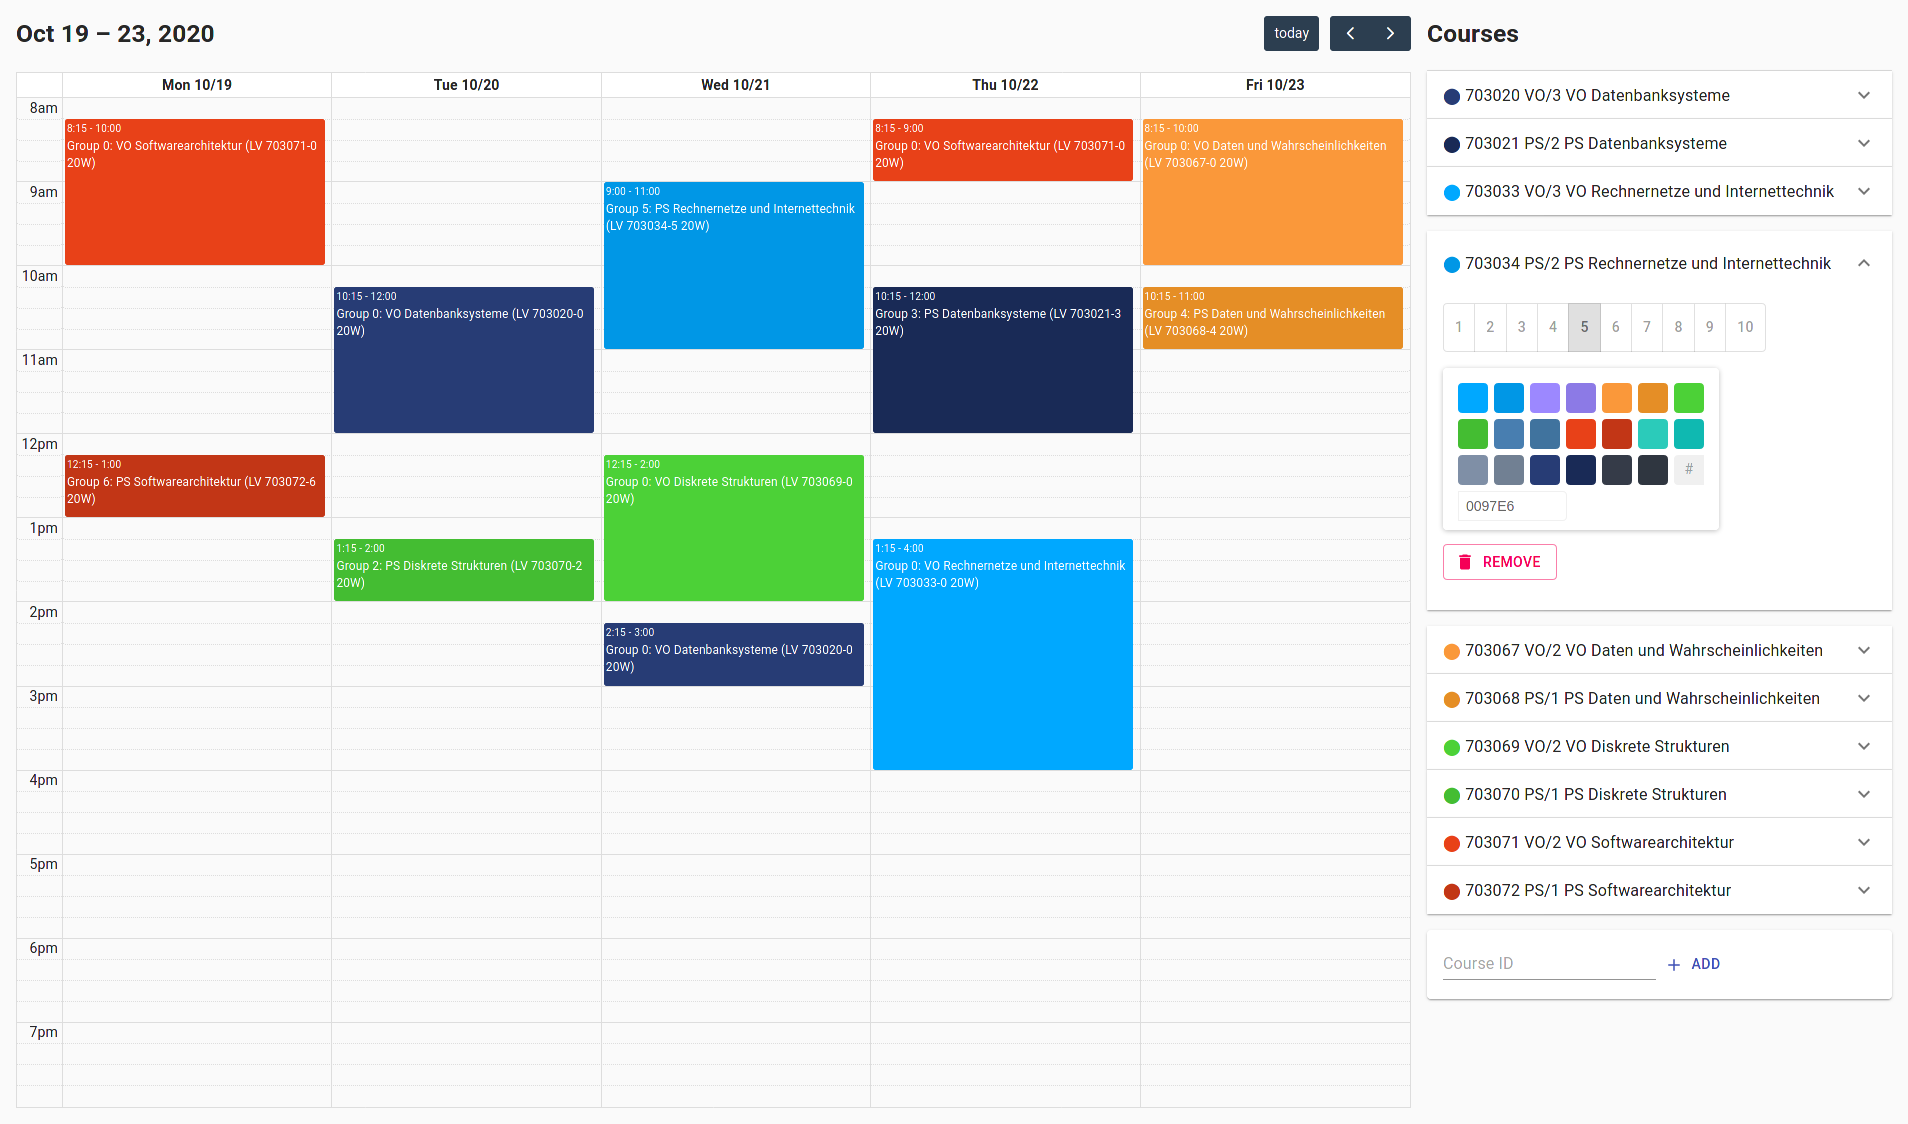 Oct 19 – 23, 2020
today
Mon 10/19
Tue 10/20
Wed 10/21
Thu 10/22
Fri 10/23
8am
9am
10am
11am
12pm
1pm
2pm
3pm
4pm
5pm
6pm
7pm
8:15 - 10:00
Group 0: VO Softwarearchitektur (LV 703071-0
20W)
12:15 - 1:00
Group 6: PS Softwarearchitektur (LV 703072-6
20W)
10:15 - 12:00
Group 0: VO Datenbanksysteme (LV 703020-0
20W)
1:15 - 2:00
Group 2: PS Diskrete Strukturen (LV 703070-2
20W)
9:00 - 11:00
Group 5: PS Rechnernetze und Internettechnik
(LV 703034-5 20W)
12:15 - 2:00
Group 0: VO Diskrete Strukturen (LV 703069-0
20W)
2:15 - 3:00
Group 0: VO Datenbanksysteme (LV 703020-0
20W)
8:15 - 9:00
Group 0: VO Softwarearchitektur (LV 703071-0
20W)
10:15 - 12:00
Group 3: PS Datenbanksysteme (LV 703021-3
20W)
1:15 - 4:00
Group 0: VO Rechnernetze und Internettechnik
(LV 703033-0 20W)
8:15 - 10:00
Group 0: VO Daten und Wahrscheinlichkeiten
(LV 703067-0 20W)
10:15 - 11:00
Group 4: PS Daten und Wahrscheinlichkeiten
(LV 703068-4 20W)
Courses
703020 VO/3 VO Datenbanksysteme
703021 PS/2 PS Datenbanksysteme
703033 VO/3 VO Rechnernetze und Internettechnik
703034 PS/2 PS Rechnernetze und Internettechnik
1 2 3 4 5 6 7 8 9 10
#
0097E6
REMOVE
703067 VO/2 VO Daten und Wahrscheinlichkeiten
703068 PS/1 PS Daten und Wahrscheinlichkeiten
703069 VO/2 VO Diskrete Strukturen
703070 PS/1 PS Diskrete Strukturen
703071 VO/2 VO Softwarearchitektur
703072 PS/1 PS Softwarearchitektur
Course ID
+ ADD